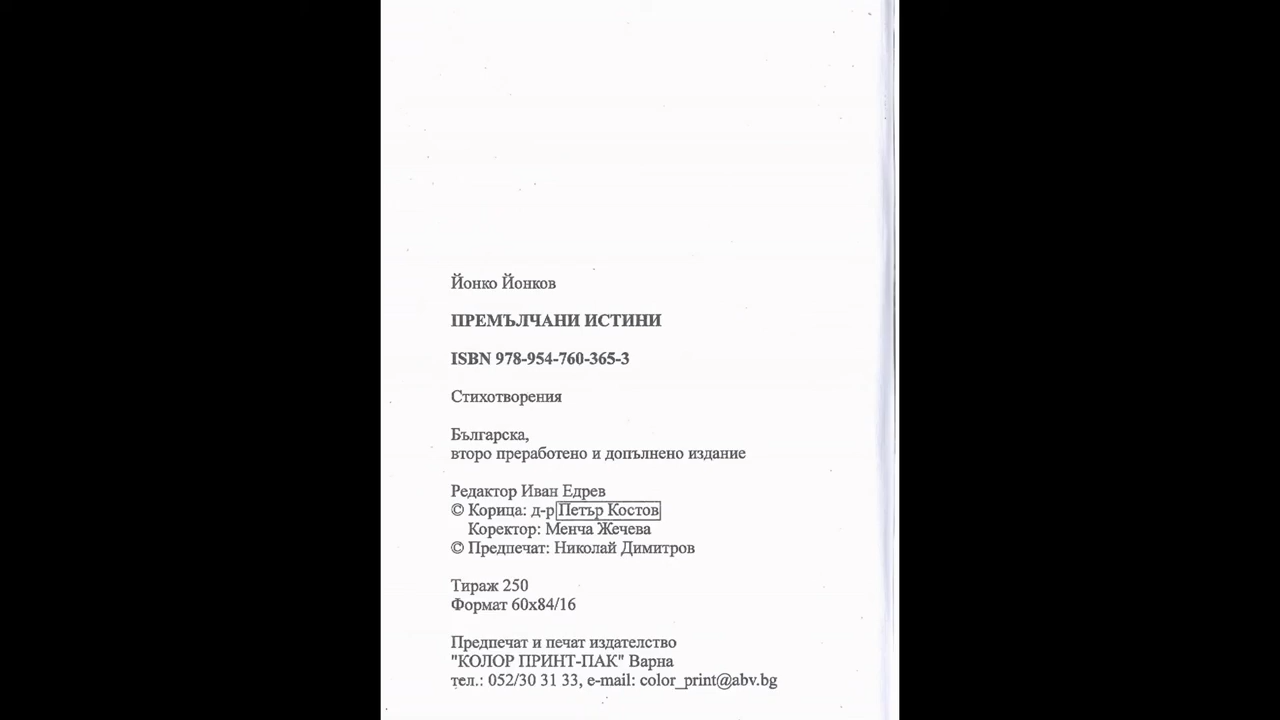 Йонко Йонков
ПРЕМЪЛЧАНИ ИСТИНИ
ISBN 978-954-760-365-3
Стихотворения
Българска,
второ преработено и допълнено издание
Редактор Иван Едрев
© Корица: д-р Петър Костов
Коректор: Менча Жечева
© Предпечат: Николай Димитров
Тираж 250
Формат 60х84/16
Предпечат и печат издателство
"КОЛОР ПРИНТ-ПАК" Варна
тел.: 052/30 31 33, e-mail: color_print@abv.bg